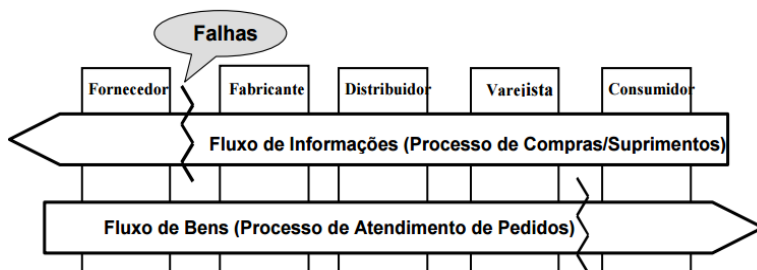 Falhas
Fornecedor
Fabricante
Distribuidor
Varejista
Consumidor
Fluxo de Informações (Processo de Compras/Suprimentos)
Fluxo de Bens (Processo de Atendimento de Pedidos)